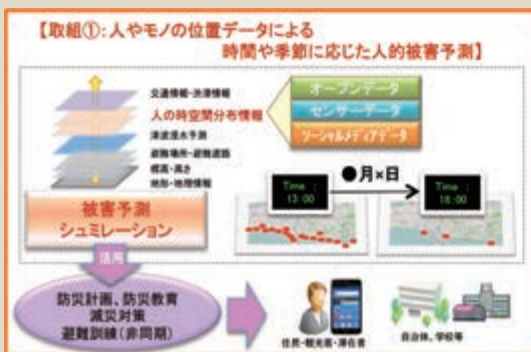 【取組①:人やモノの位置データによる
時間や季節に応じた人的被害予測】
交通情報・渋滞情報
人の時空間分布情報
津波浸水予測
避難場所・避難道路
標高・高さ
地形・地理情報
オープンデータ
センサーデータ
ソーシャルメディアデータ
●月×日
Time :
13:00
Time :
18:00
被害予測
シュミレーション
活用
防災計画、防災教育
減災対策
避難訓練(非同期)
住民・観光客・滞在者
自治体、学校等